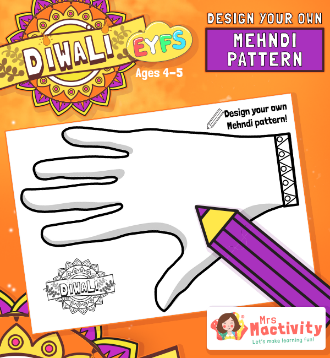 DIWALI
EYFS
Ages 4-5
DESIGN YOUR OWN
MEHNDI
PATTERN
Design your own
Mehndi pattern!
DIWALI
Mrs
Mactivity
Let's make learning fun!